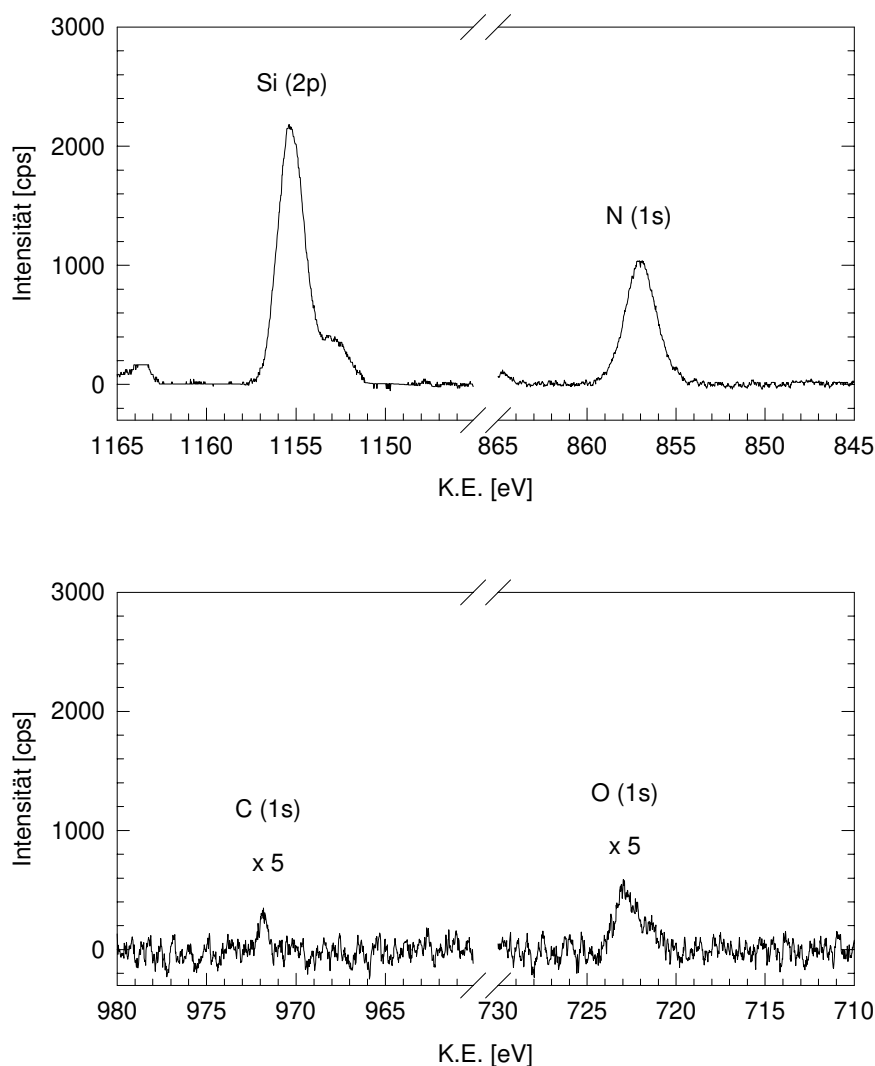 3000
Si (2p)
2000
N (1s)
1000
0
Intensität [cps]
1165 1160 1155 1150 865 860 855 850 845
K.E. [eV]
3000
2000
O (1s)
C (1s)
1000
x 5
x 5
0
Intensität [cps]
980 975 970 965 730 725 720 715 710
K.E. [eV]